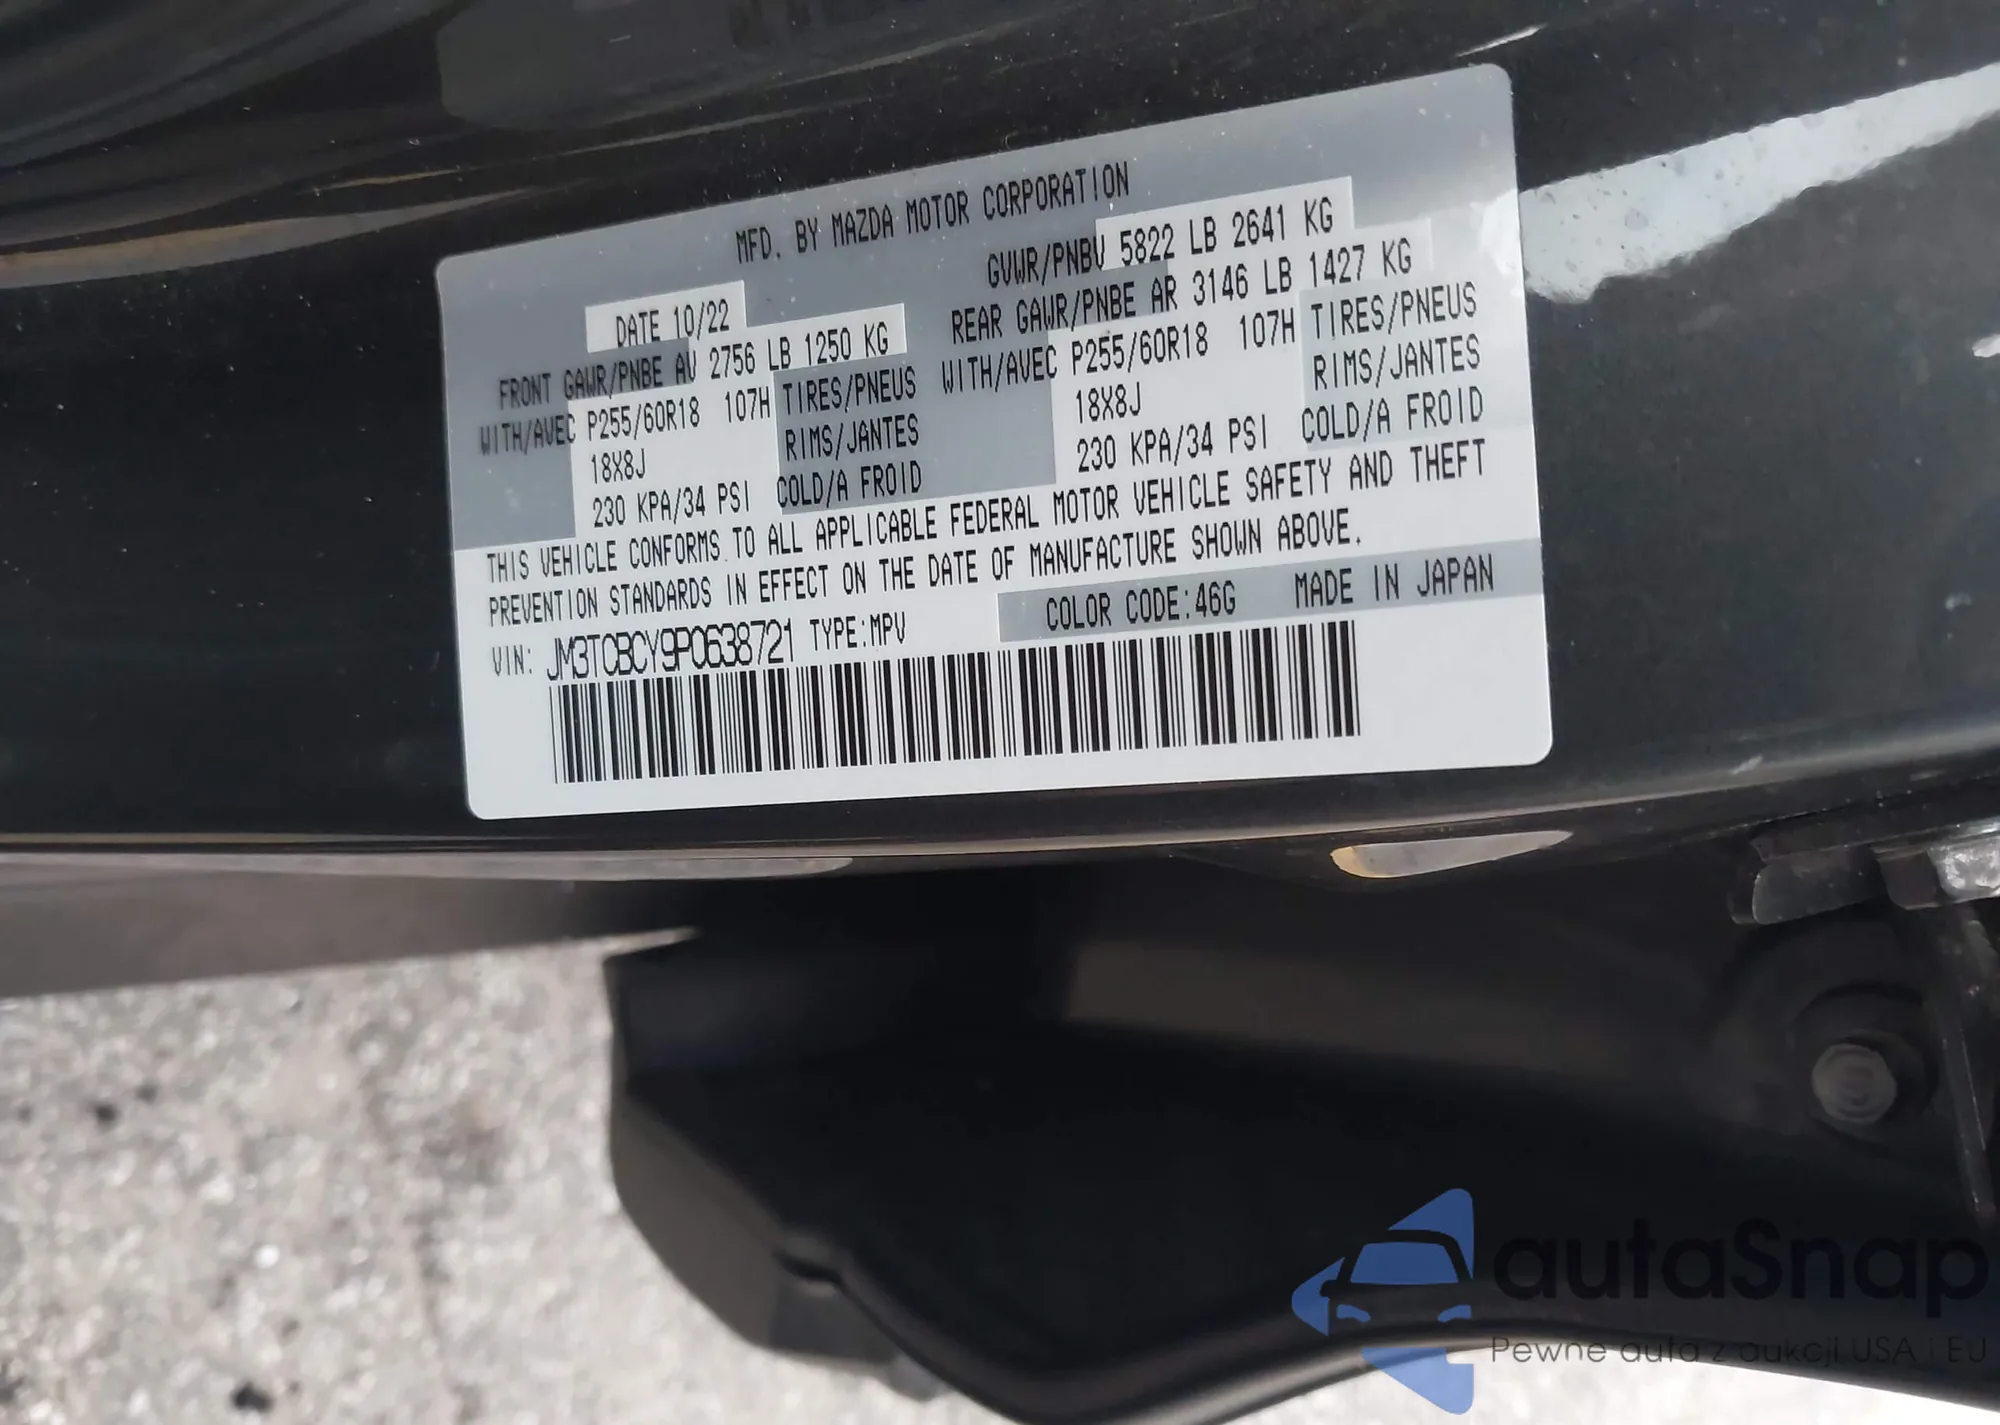 MFD. BY MAZDA MOTOR CORPORATION
DATE 10/22 GVWR/PNBV 5822 LB 2641 KG
FRONT GAWR/PNBE AV 2756 LB 1250 KG REAR GAWR/PNBE AR 3146 LB 1427 KG
WITH/AVEC P255/60R18 107H TIRES/PNEUS WITH/AVEC P255/60R18 107H TIRES/PNEUS
18X8J RIMS/JANTES 18X8J RIMS/JANTES
230 KPA/34 PSI COLD/A FROID 230 KPA/34 PSI COLD/A FROID
THIS VEHICLE CONFORMS TO ALL APPLICABLE FEDERAL MOTOR VEHICLE SAFETY AND THEFT
PREVENTION STANDARDS IN EFFECT ON THE DATE OF MANUFACTURE SHOWN ABOVE.
COLOR CODE:46G MADE IN JAPAN
VIN: JM3TCBCY9P0638721 TYPE:MPV
autaSnap
Pewne auta z aukcji USA i EU